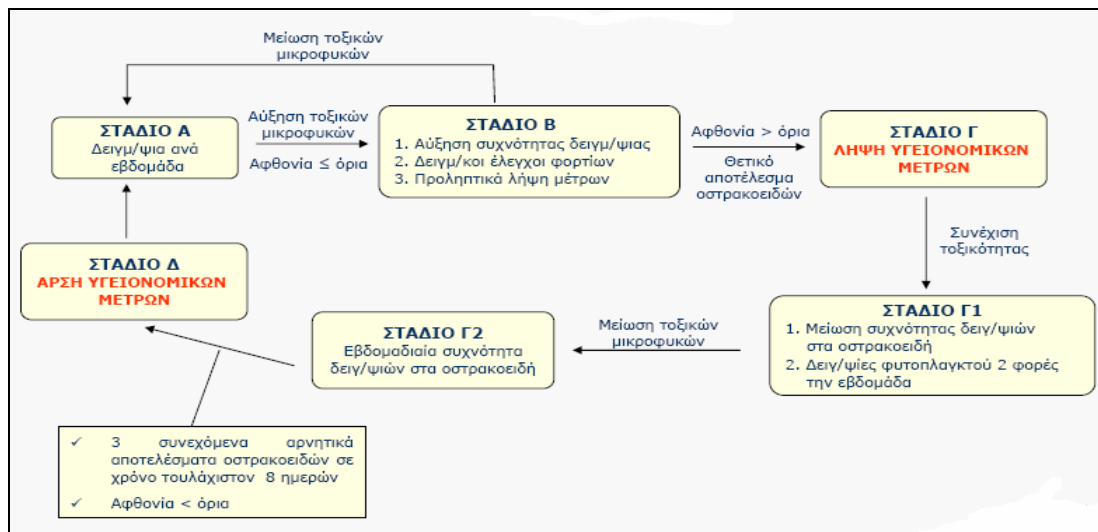 Μείωση τοξικών
μικροφυκών
ΣΤΑΔΙΟ Α
Δειγμ/ψια ανά
εβδομάδα
Αύξηση τοξικών
μικροφυκών
Αφθονία ≤ όρια
ΣΤΑΔΙΟ Β
1. Αύξηση συχνότητας δειγμ/ψιας
2. Δειγμ/κοι έλεγχοι φορτίων
3. Προληπτικά λήψη μέτρων
Αφθονία > όρια
Θετικό
αποτέλεσμα
οστρακοειδών
ΣΤΑΔΙΟ Γ
ΛΗΨΗ ΥΓΕΙΟΝΟΜΙΚΩΝ
ΜΕΤΡΩΝ
Συνέχιση
τοξικότητας
ΣΤΑΔΙΟ Γ1
1. Μείωση συχνότητας δειγ/ψιών
στα οστρακοειδή
2. Δειγ/ψίες φυτοπλαγκτού 2 φορές
την εβδομάδα
Μείωση τοξικών
μικροφυκών
ΣΤΑΔΙΟ Γ2
Εβδομαδιαία συχνότητα
δειγ/ψιών στα οστρακοειδή
ΣΤΑΔΙΟ Δ
ΑΡΣΗ ΥΓΕΙΟΝΟΜΙΚΩΝ
ΜΕΤΡΩΝ
✓ 3 συνεχόμενα αρνητικά
αποτελέσματα οστρακοειδών σε
χρόνο τουλάχιστον 8 ημερών
✓ Αφθονία < όρια